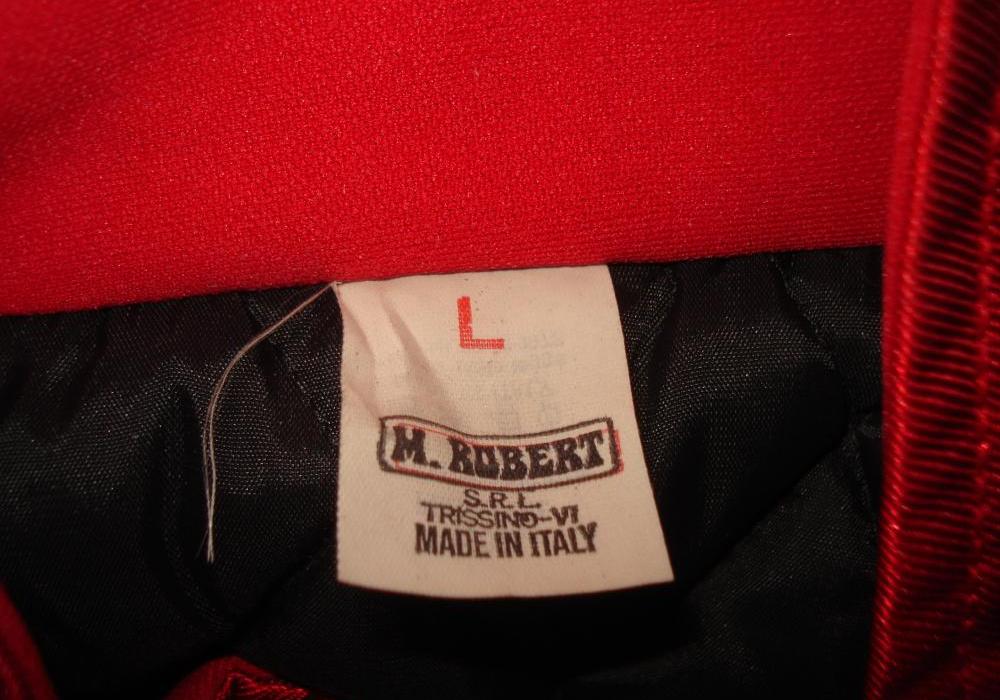 L
M. ROBERT
S.R.L.
TRISSINO-VI
MADE IN ITALY